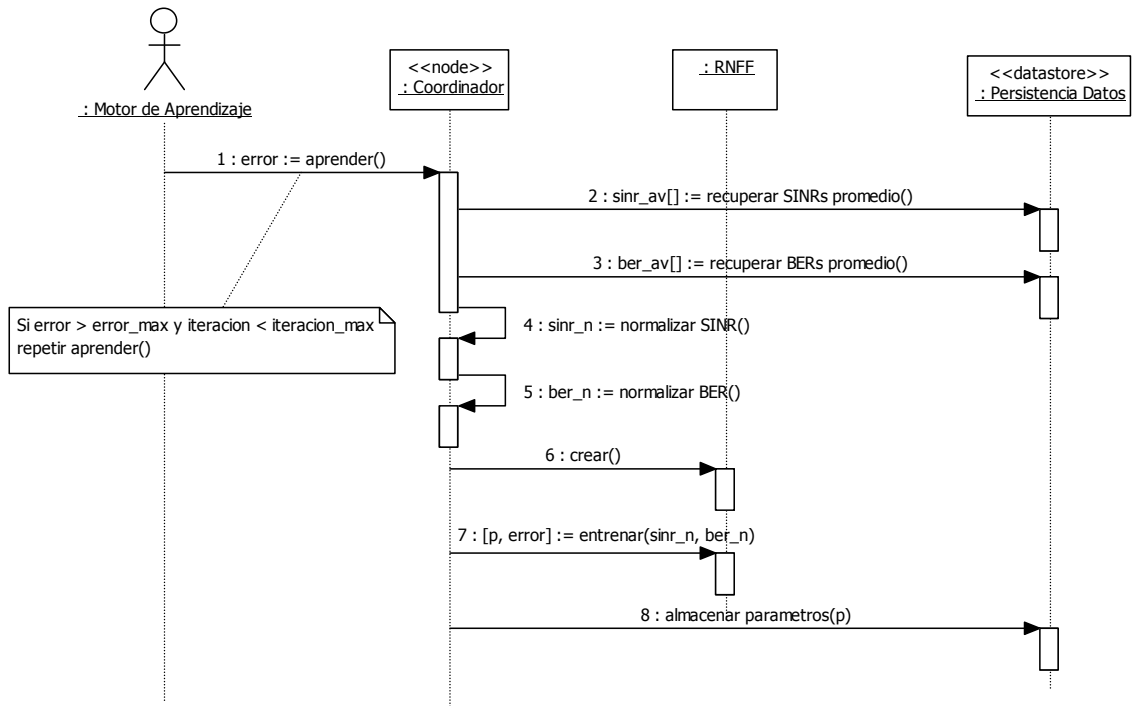 <<node>>
: Coordinador
: RNFF
<<datastore>>
: Persistencia Datos
: Motor de Aprendizaje
1 : error := aprender()
2 : sinr_av[] := recuperar SINRs promedio()
3 : ber_av[] := recuperar BERs promedio()
Si error > error_max y iteracion < iteracion_max
repetir aprender()
4 : sinr_n := normalizar SINR()
5 : ber_n := normalizar BER()
6 : crear()
7 : [p, error] := entrenar(sinr_n, ber_n)
8 : almacenar parametros(p)